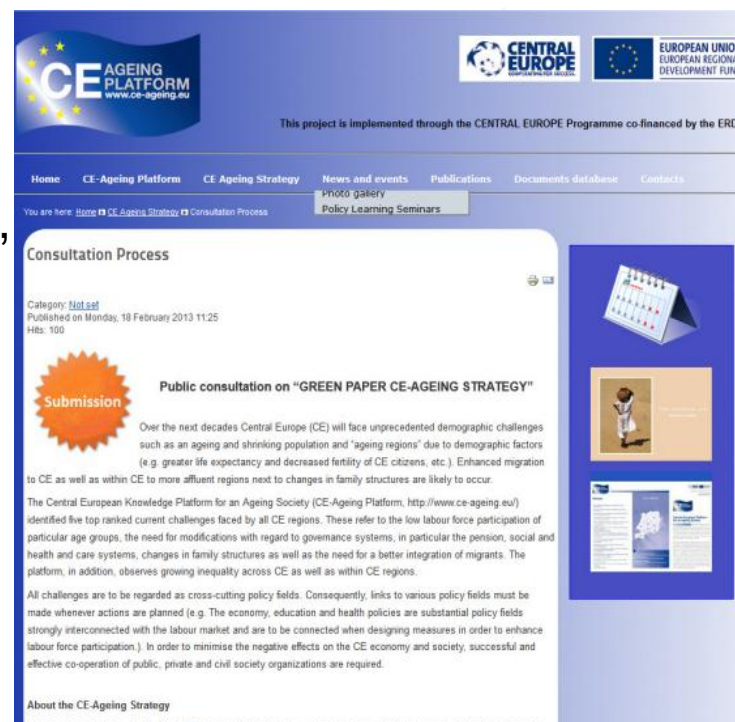 CE AGEING
PLATFORM
www.ce-ageing.eu
CENTRAL
EUROPE
COOPERATING FOR SUCCESS.
EUROPEAN UNIO
EUROPEAN REGIONA
DEVELOPMENT FUN
This project is implemented through the CENTRAL EUROPE Programme co-financed by the ERD
Home CE-Ageing Platform CE Ageing Strategy News and events Publications Documents database Contacts
Photo gallery
Policy Learning Seminars
You are here: Home CE Ageing Strategy Consultation Process
,
Consultation Process
Category: Not set
Published on Monday, 18 February 2013 11:25
Hits: 100
Submission
Public consultation on “GREEN PAPER CE-AGEING STRATEGY”
Over the next decades Central Europe (CE) will face unprecedented demographic challenges
such as an ageing and shrinking population and “ageing regions” due to demographic factors
(e.g. greater life expectancy and decreased fertility of CE citizens, etc.). Enhanced migration
to CE as well as within CE to more affluent regions next to changes in family structures are likely to occur.
The Central European Knowledge Platform for an Ageing Society (CE-Ageing Platform, http://www.ce-ageing.eu/)
identified five top ranked current challenges faced by all CE regions. These refer to the low labour force participation of
particular age groups, the need for modifications with regard to governance systems, in particular the pension, social and
health and care systems, changes in family structures as well as the need for a better integration of migrants. The
platform, in addition, observes growing inequality across CE as well as within CE regions.
All challenges are to be regarded as cross-cutting policy fields. Consequently, links to various policy fields must be
made whenever actions are planned (e.g. The economy, education and health policies are substantial policy fields
strongly interconnected with the labour market and are to be connected when designing measures in order to enhance
labour force participation.). In order to minimise the negative effects on the CE economy and society, successful and
effective co-operation of public, private and civil society organizations are required.
About the CE-Ageing Strategy